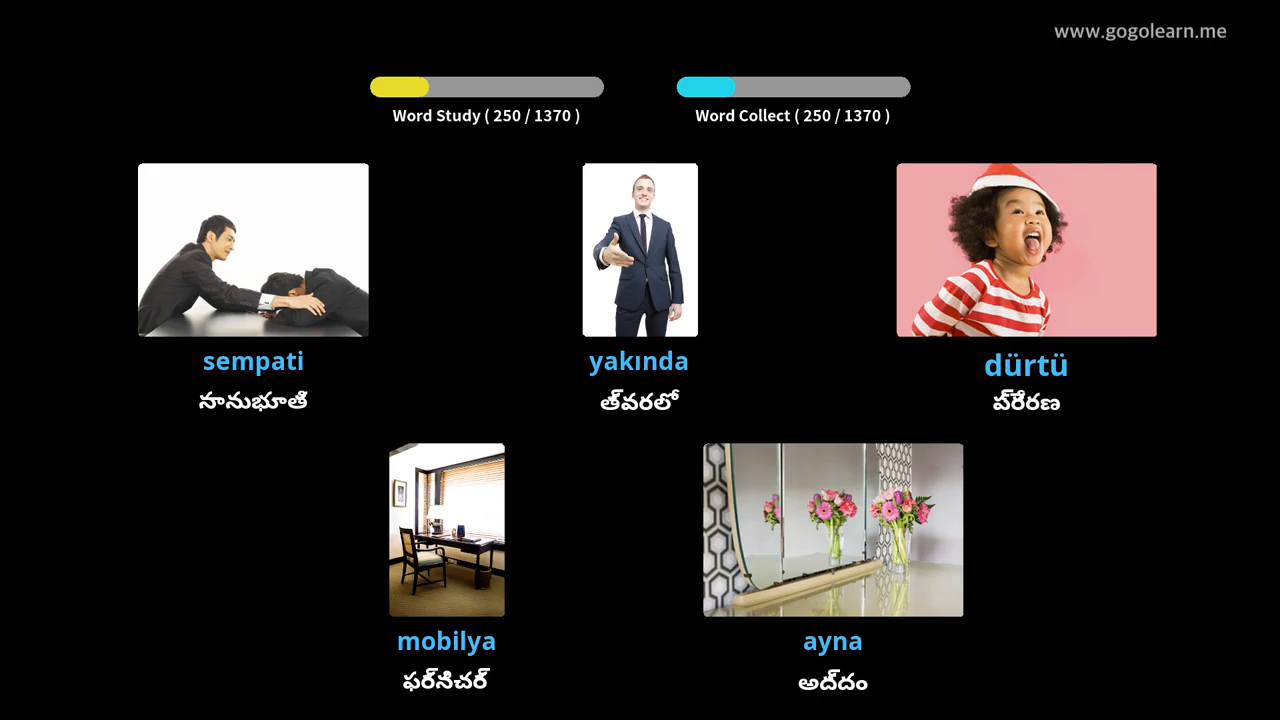 www.gogolearn.me
Word Study ( 250 / 1370 )
Word Collect ( 250 / 1370 )
sempati
సానుభూతి
yakında
త్వరలో
dürtü
ప్రేరణ
mobilya
ఫర్నిచర్
ayna
అద్దం